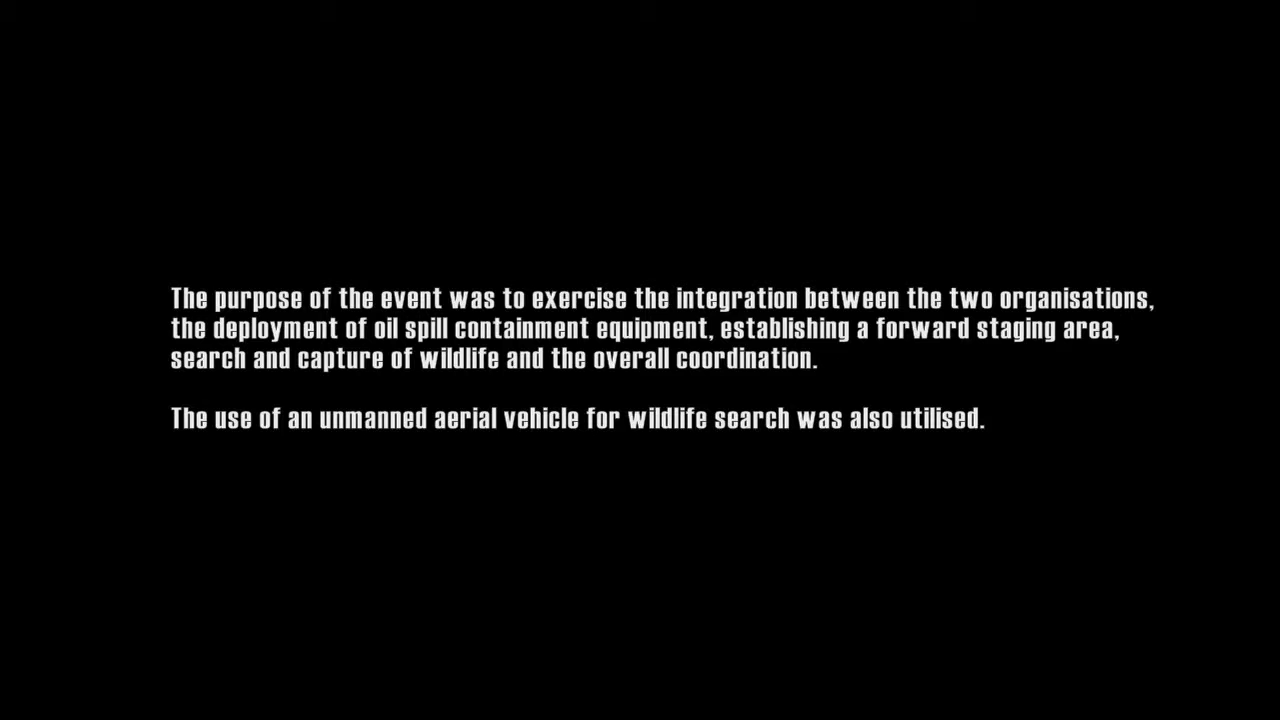 The purpose of the event was to exercise the integration between the two organisations,
the deployment of oil spill containment equipment, establishing a forward staging area,
search and capture of wildlife and the overall coordination.
The use of an unmanned aerial vehicle for wildlife search was also utilised.